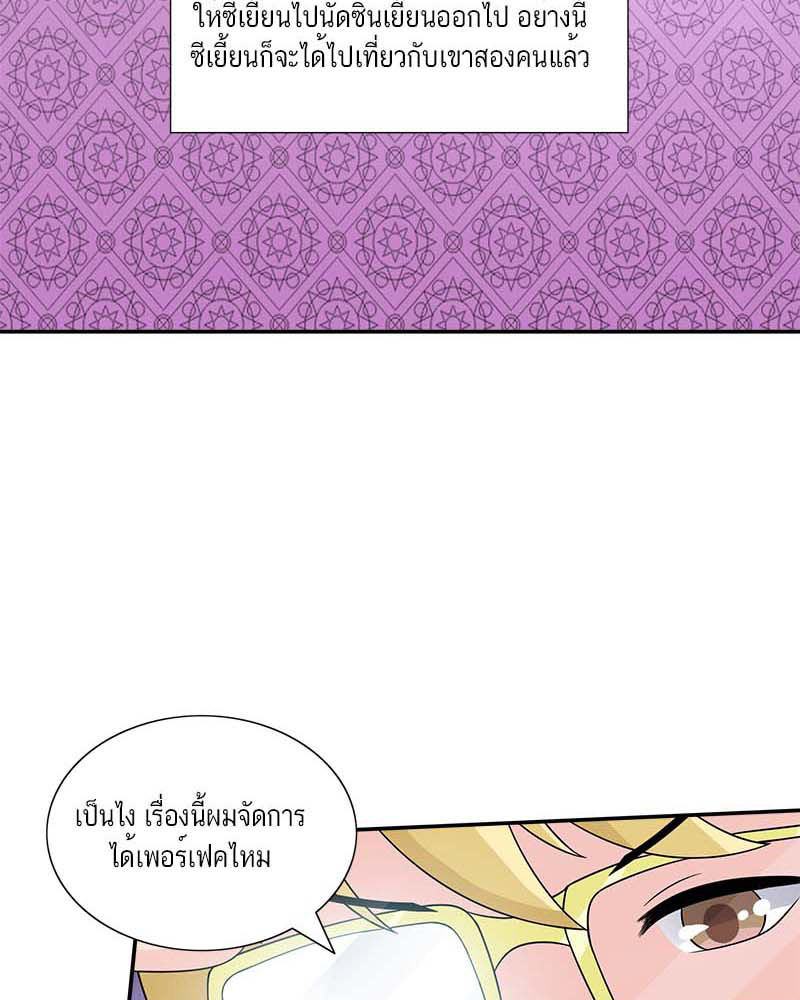 ให้ซีเยี้ยนไปนัดซินเยี่ยนออกไป อย่างนี้
ซีเยี้ยนก็จะได้ไปเที่ยวกับเขาสองคนแล้ว
เป็นไง เรื่องนี้ผมจัดการ
ได้เพอร์เฟคไหม